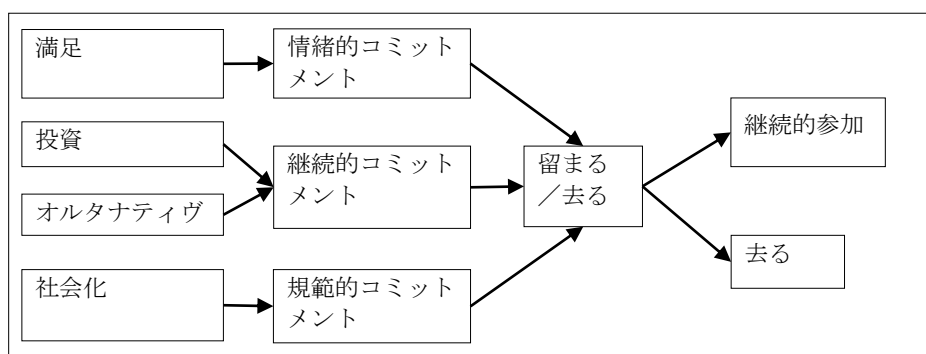 満足
情緒的コミット
メント
投資
オルタナティヴ
継続的コミット
メント
社会化
規範的コミット
メント
留まる
／去る
継続的参加
去る